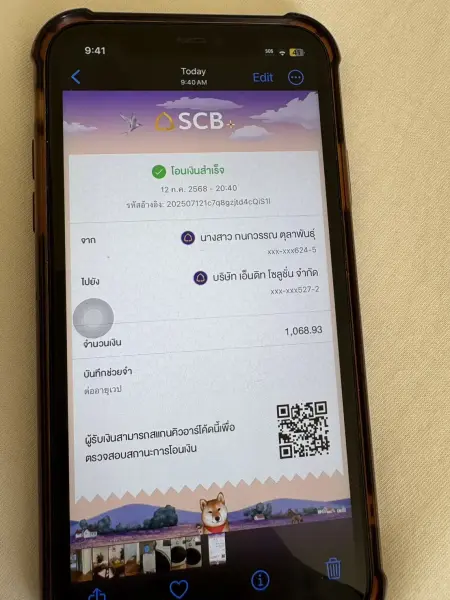 9:41
SOS
Today
Edit
9:40 AM
SCB
โอนเงินสำเร็จ
12 ก.ค. 2568 - 20:40
รหัสอ้างอิง: 202507121c7q8gzjtd4cQiS1l
จาก
นางสาว กนกวรรณ ตุลาพันธุ์
xxx-xxx624-5
ไปยัง
บริษัท เอ็นดิท โซลูชั่น จำกัด
xxx-xxx527-2
จำนวนเงิน
1,068.93
บันทึกช่วยจำ
ต่ออายุเวป
ผู้รับเงินสามารถสแกนคิวอาร์โค้ดนี้เพื่อ
ตรวจสอบสถานะการโอนเงิน